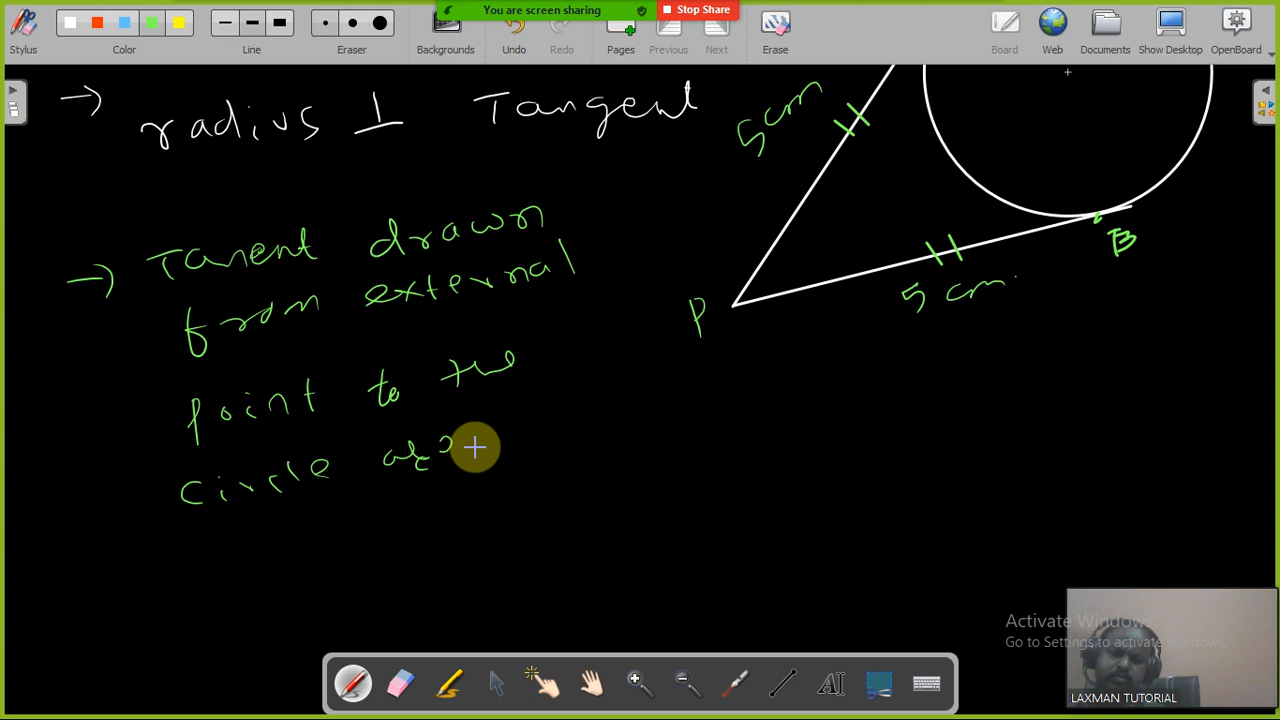 You are screen sharing
Stop Share
Stylus
Color
Line
Eraser
Backgrounds
Undo
Redo
Pages
Previous
Next
Erase
Board
Web
Documents
Show Desktop
OpenBoard
→ radius ⊥ Tangent
5cm
→ Tanent drawn
from external
point to the
circle
B
5 cm
P
Activate Windows
Go to Settings to activate Windows.
LAXMAN TUTORIAL